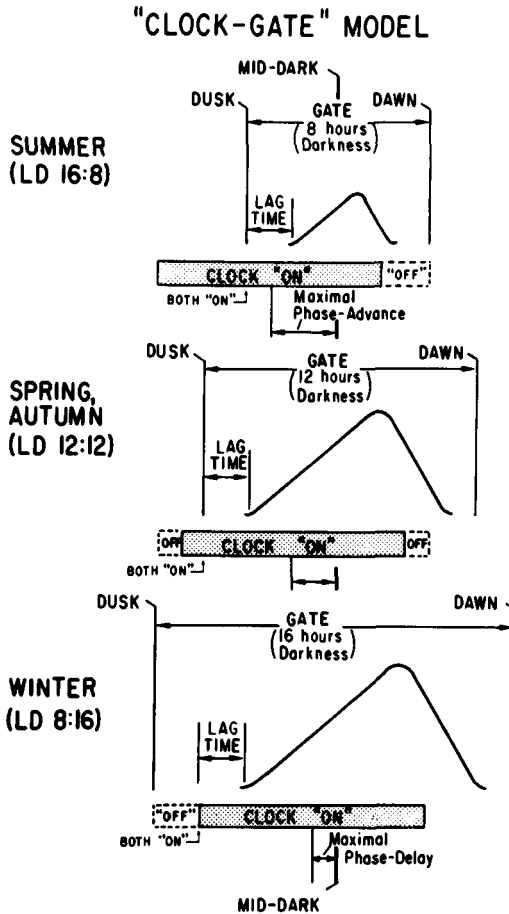 "CLOCK-GATE" MODEL
MID-DARK
DUSK
GATE
DAWN
(8 hours
Darkness)
SUMMER
(LD 16:8)
LAG
TIME
CLOCK "ON"
"OFF"
BOTH "ON"
Maximal
Phase-Advance
DUSK
GATE
DAWN
(12 hours
Darkness)
SPRING,
AUTUMN
(LD 12:12)
LAG
TIME
OFF
CLOCK "ON"
OFF
BOTH "ON"
DUSK
GATE
DAWN
(16 hours
Darkness)
WINTER
(LD 8:16)
LAG
TIME
"OFF"
CLOCK "ON"
BOTH "ON"
Maximal
Phase-Delay
MID-DARK